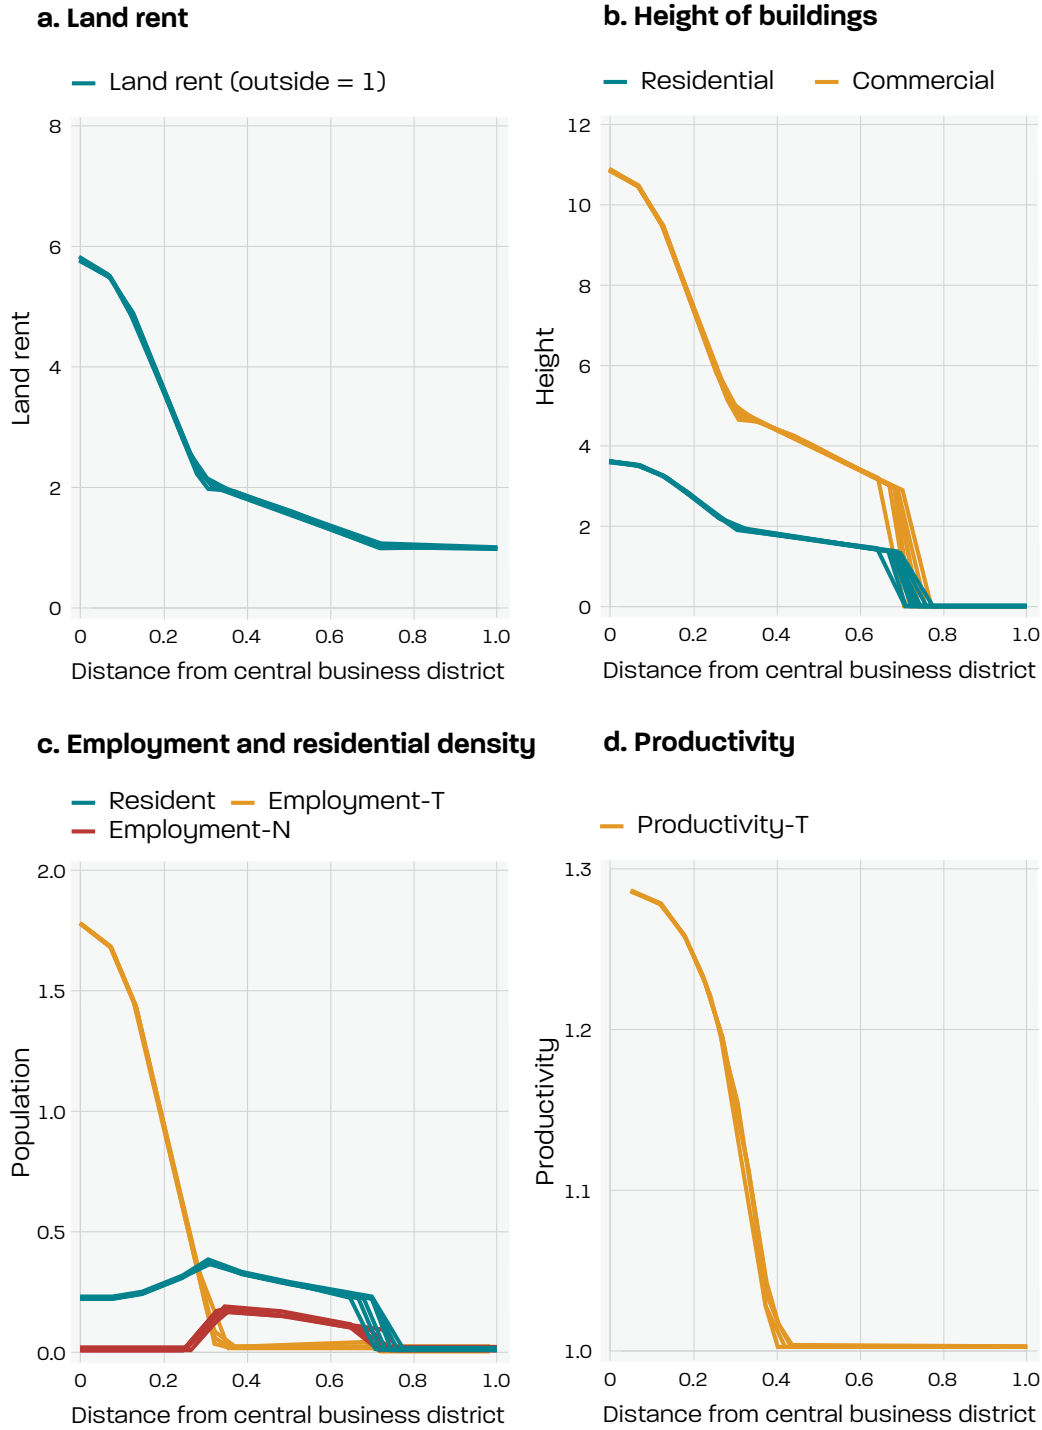 a. Land rent
Land rent (outside = 1)
8
6
4
2
0
Land rent
0 0.2 0.4 0.6 0.8 1.0
Distance from central business district
b. Height of buildings
Residential Commercial
12
10
8
6
4
2
0
Height
0 0.2 0.4 0.6 0.8 1.0
Distance from central business district
c. Employment and residential density
Resident Employment-T
Employment-N
2.0
1.5
1.0
0.5
0.0
Population
0 0.2 0.4 0.6 0.8 1.0
Distance from central business district
d. Productivity
Productivity-T
1.3
1.2
1.1
1.0
Productivity
0 0.2 0.4 0.6 0.8 1.0
Distance from central business district